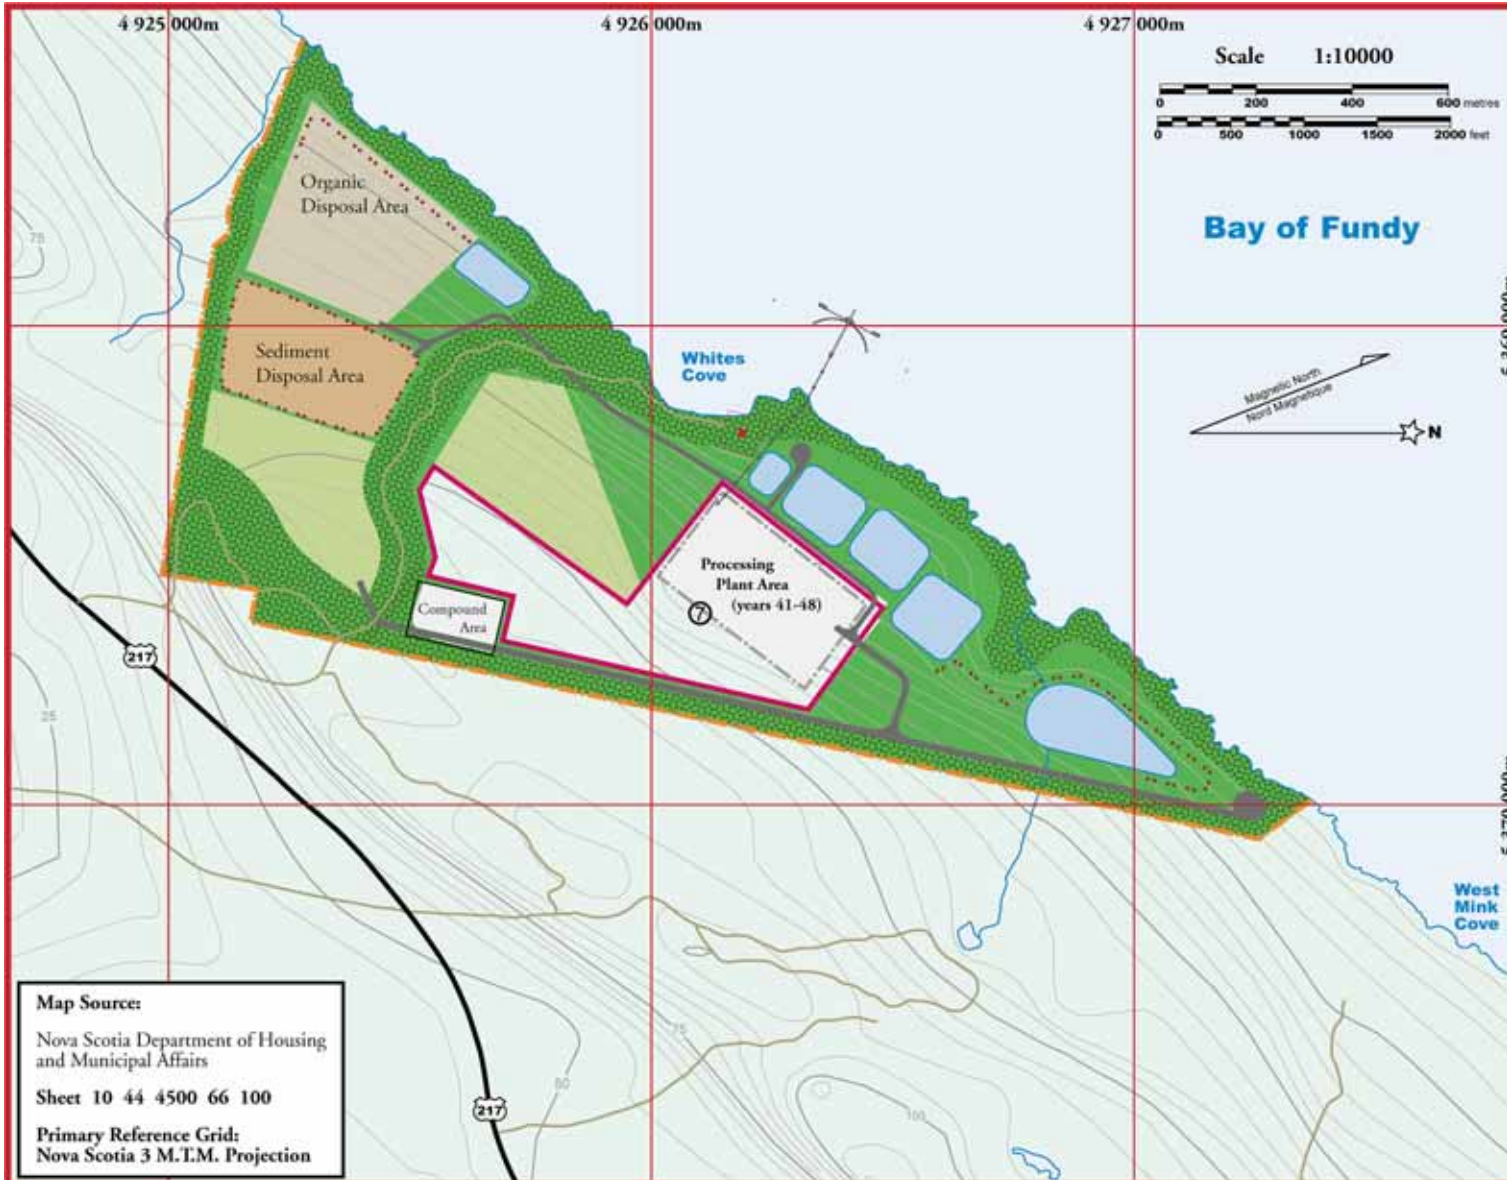 4 925 000m
4 926 000m
4 927 000m
Scale 1:10000
0 200 400 600 metres
0 500 1000 1500 2000 feet
Bay of Fundy
Organic
Disposal Area
75
Sediment
Disposal Area
Whites
Cove
Magnetic North
Nord Magnetique
N
Processing
Plant Area
(years 41-48)
7
Compound
Area
217
West
Mink
Cove
75
50
100
217
Map Source:
Nova Scotia Department of Housing
and Municipal Affairs
Sheet 10 44 4500 66 100
Primary Reference Grid:
Nova Scotia 3 M.T.M. Projection